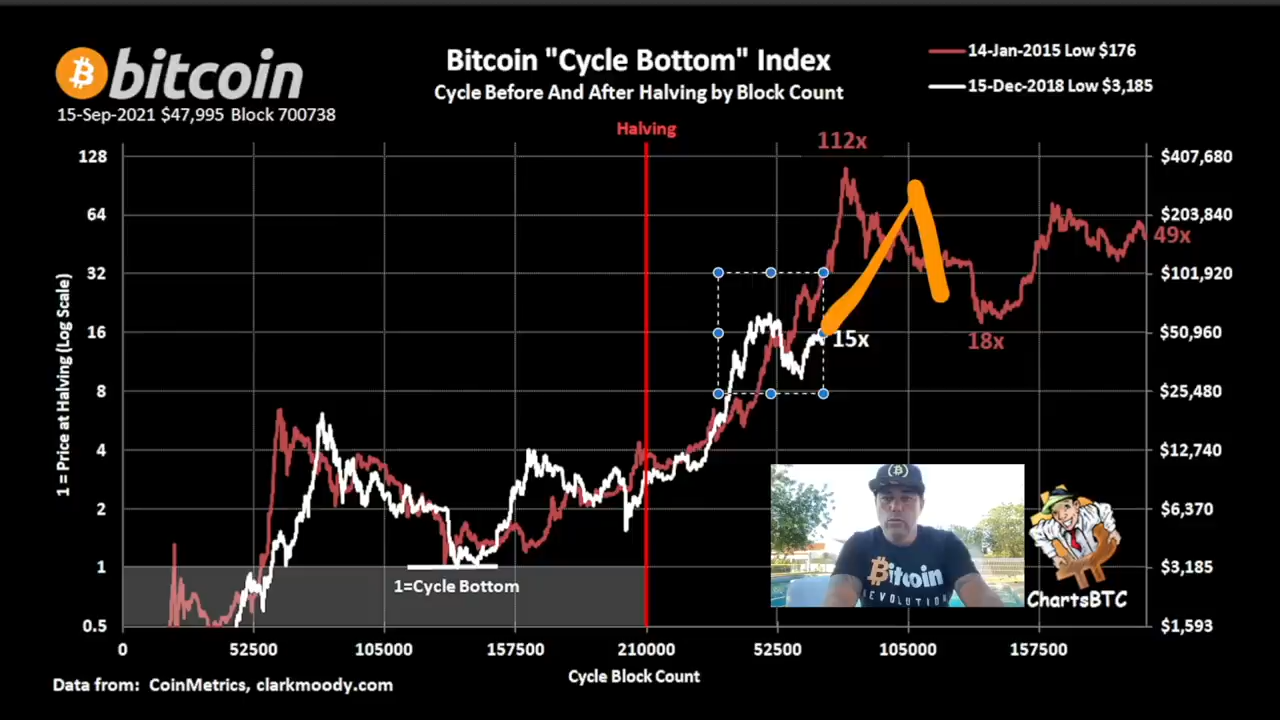 bitcoin
15-Sep-2021 $47,995 Block 700738
Bitcoin "Cycle Bottom" Index
Cycle Before And After Halving by Block Count
14-Jan-2015 Low $176
15-Dec-2018 Low $3,185
Halving
112x
128
64
32
16
8
4
2
1
0.5
1 = Price at Halving (Log Scale)
$407,680
$203,840
$101,920
$50,960
$25,480
$12,740
$6,370
$3,185
$1,593
49x
15x
18x
1=Cycle Bottom
Bitcoin
REVOLUTION
ChartsBTC
0
52500
105000
157500
210000
52500
105000
157500
Cycle Block Count
Data from: CoinMetrics, clarkmoody.com